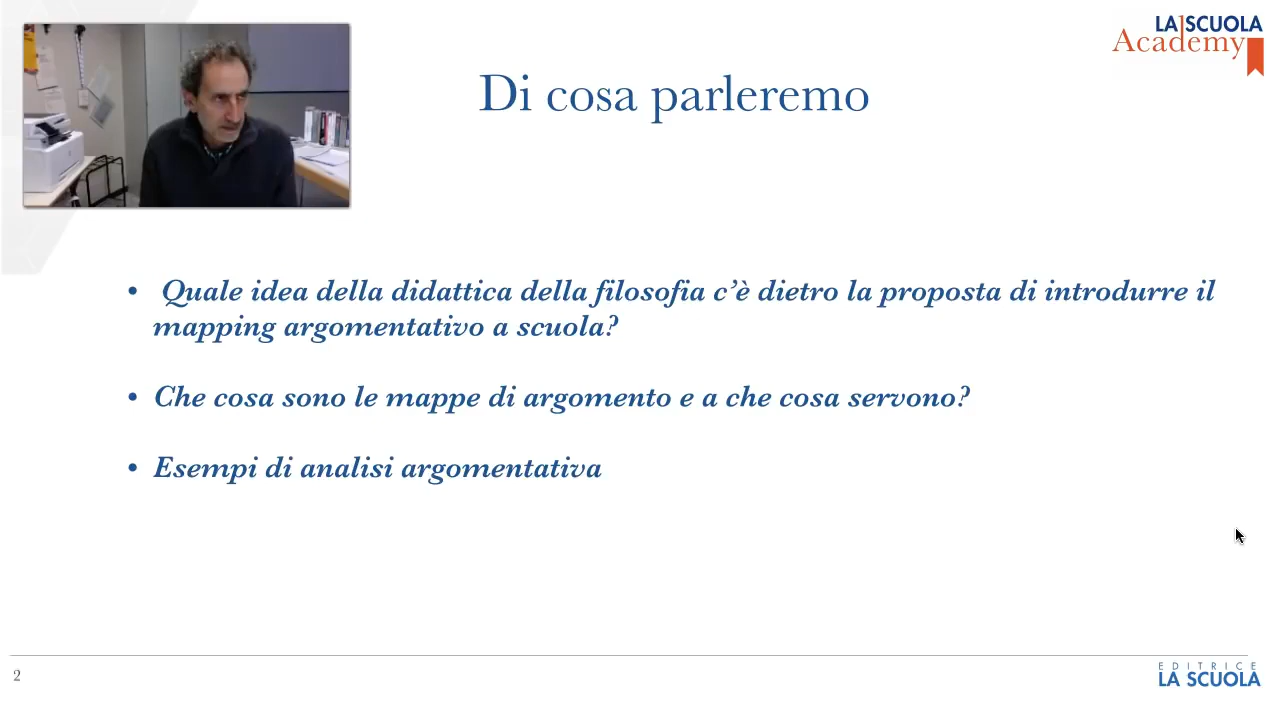 LA SCUOLA
Academy
Di cosa parleremo
• Quale idea della didattica della filosofia c’è dietro la proposta di introdurre il
mapping argomentativo a scuola?
• Che cosa sono le mappe di argomento e a che cosa servono?
• Esempi di analisi argomentativa
2
EDITRICE
LA SCUOLA